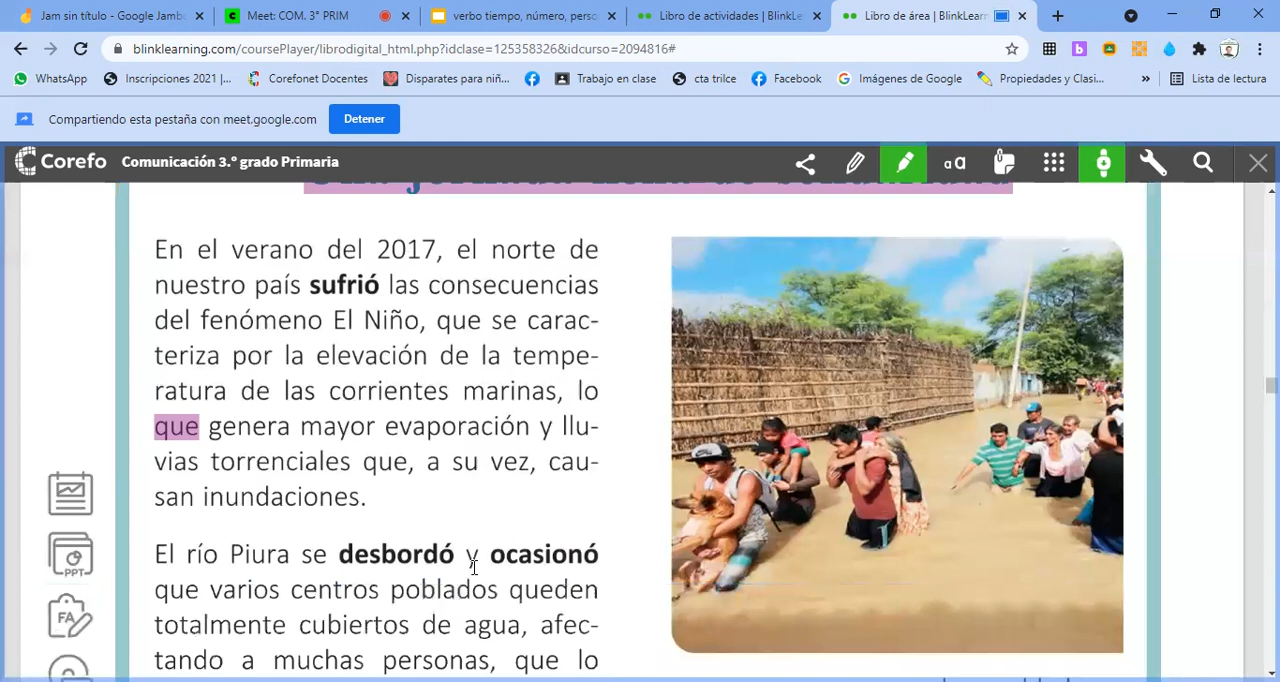 Jam sin título - Google Jamb
Meet: COM. 3° PRIM
verbo tiempo, número, perso
Libro de actividades | BlinkLe
Libro de área | BlinkLearn
blinklearning.com/coursePlayer/librodigital_html.php?idclase=125358326&idcurso=2094816#
WhatsApp
Inscripciones 2021 |...
Corefonet Docentes
Disparates para niñ...
Trabajo en clase
cta trilce
Facebook
Imágenes de Google
Propiedades y Clasi...
»
Lista de lectura
Compartiendo esta pestaña con meet.google.com
Detener
Corefo
Comunicación 3.º grado Primaria
aa
En el verano del 2017, el norte de
nuestro país sufrió las consecuencias
del fenómeno El Niño, que se carac-
teriza por la elevación de la tempe-
ratura de las corrientes marinas, lo
que genera mayor evaporación y llu-
vias torrenciales que, a su vez, cau-
san inundaciones.
El río Piura se desbordó y ocasionó
que varios centros poblados queden
totalmente cubiertos de agua, afec-
tando a muchas personas, que lo
PPT
FA